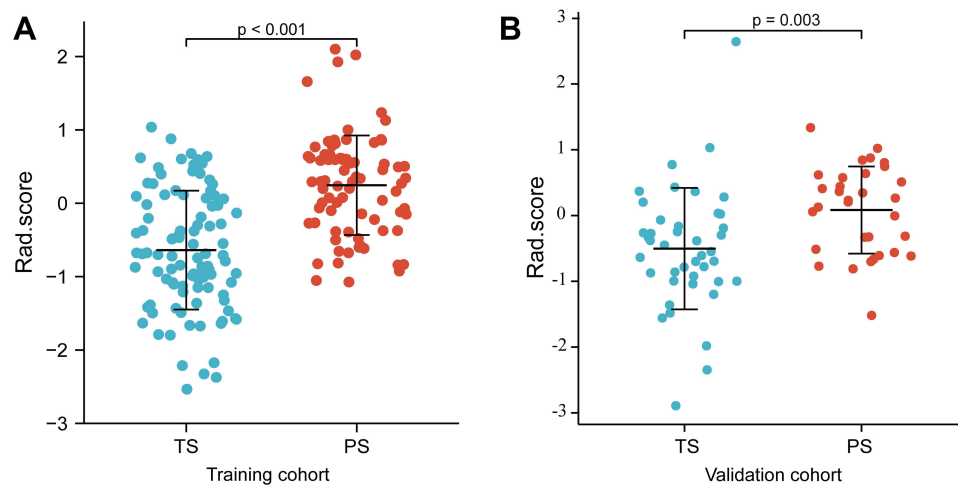 A
p < 0.001
Rad.score
2
1
0
−1
−2
−3
TS
PS
Training cohort
B
p = 0.003
Rad.score
3
2
1
0
-1
-2
-3
TS
PS
Validation cohort